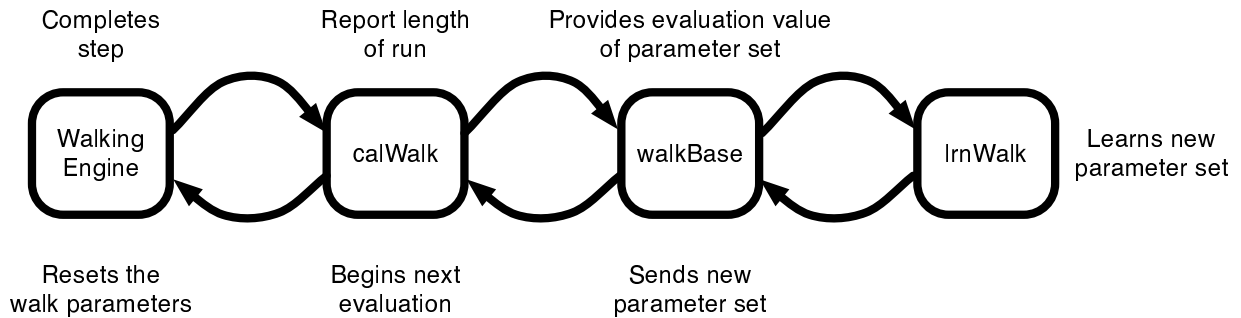 Completes
step
Report length
of run
Provides evaluation value
of parameter set
Walking
Engine
calWalk
walkBase
lrnWalk
Learns new
parameter set
Resets the
walk parameters
Begins next
evaluation
Sends new
parameter set